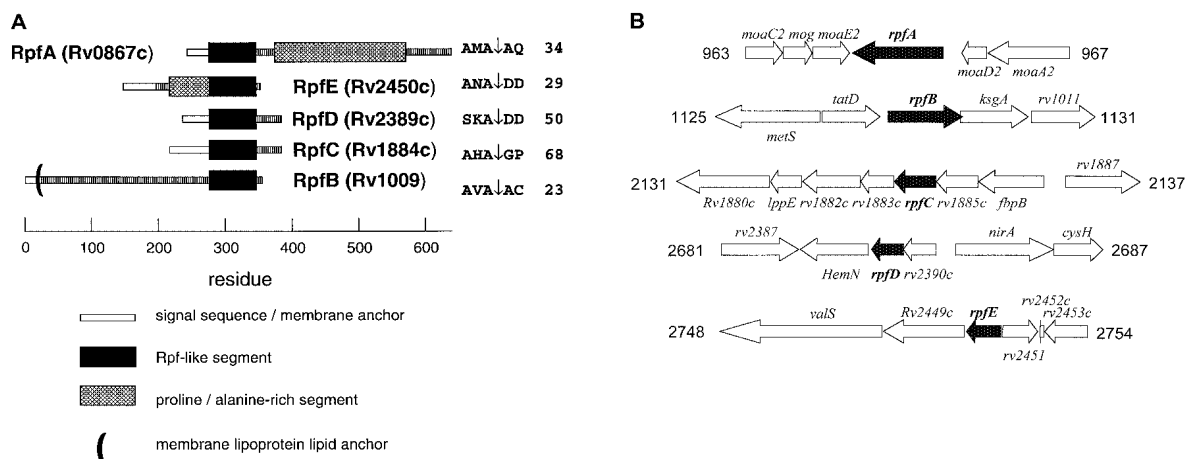 A
RpfA (Rv0867c) AMA↓AQ 34
RpfE (Rv2450c) ANA↓DD 29
RpfD (Rv2389c) SKA↓DD 50
RpfC (Rv1884c) AHA↓GP 68
RpfB (Rv1009) AVA↓AC 23
0 100 200 300 400 500 600
residue
signal sequence / membrane anchor
Rpf-like segment
proline / alanine-rich segment
membrane lipoprotein lipid anchor
B
moaC2 mog moaE2 rpfA
963 967
moaD2 moaA2
tatD rpfB ksgA rv1011
1125 1131
metS
rv1887
2131 2137
Rv1880c lppE rv1882c rv1883c rpfC rv1885c fbpB
rv2387 nirA cysH
2681 2687
HemN rpfD rv2390c
rv2452c
valS Rv2449c rpfE rv2453c
2748 2754
rv2451